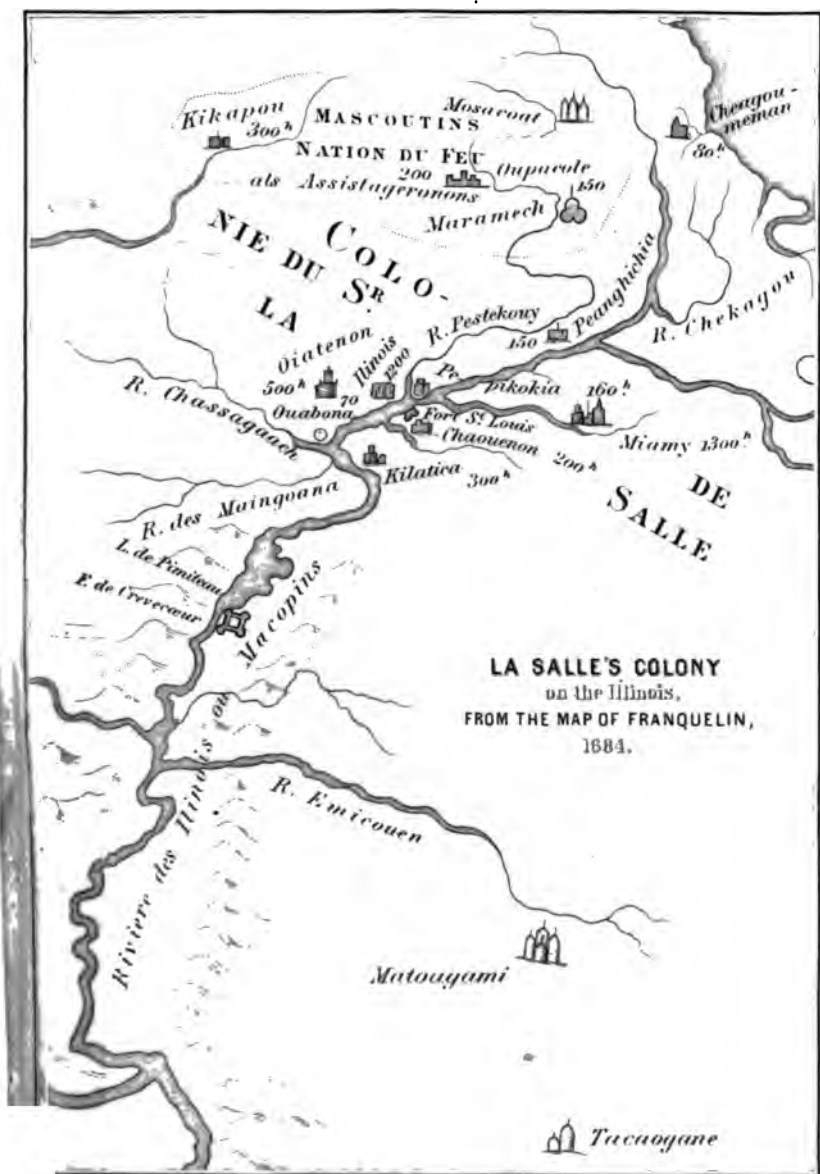 Kikapou
300ʰ
MASCOUTINS
Mosacoat
Cheagou-
meman
80ʰ
NATION DU FEU
200
Oupacole
als Assistageronons
150
Maramech
COLO-
NIE DU Sᴿ
LA
Peanghichia
150
R. Pestekouy
R. Chekagou
Oiatenon
500ʰ
Ilinois
1200
70
Ouabona
R. Chassagaach
Pepikokia
160ʰ
Fort Sᵗ Louis
Chaouenon
200ʰ
Miamy 1300ʰ
Kilatica
300ʰ
DE
SALLE
R. des Maingoana
L. de Pimiteau
F. de Crevecœur
Riviere des Ilinois ou Macopins
LA SALLE'S COLONY
on the Illinois,
FROM THE MAP OF FRANQUELIN,
1684.
R. Emicouen
Matouyami
Tacaogane